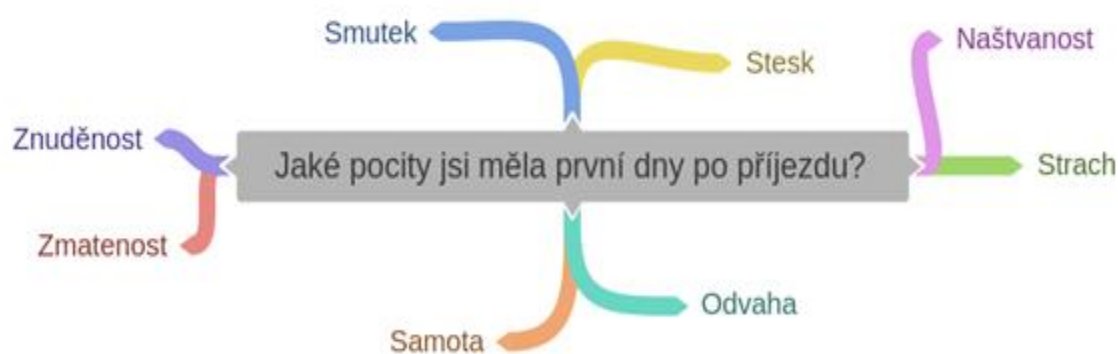 Smutek
Stesk
Naštvanost
Znuděnost
Jaké pocity jsi měla první dny po příjezdu?
Strach
Zmatenost
Odvaha
Samota